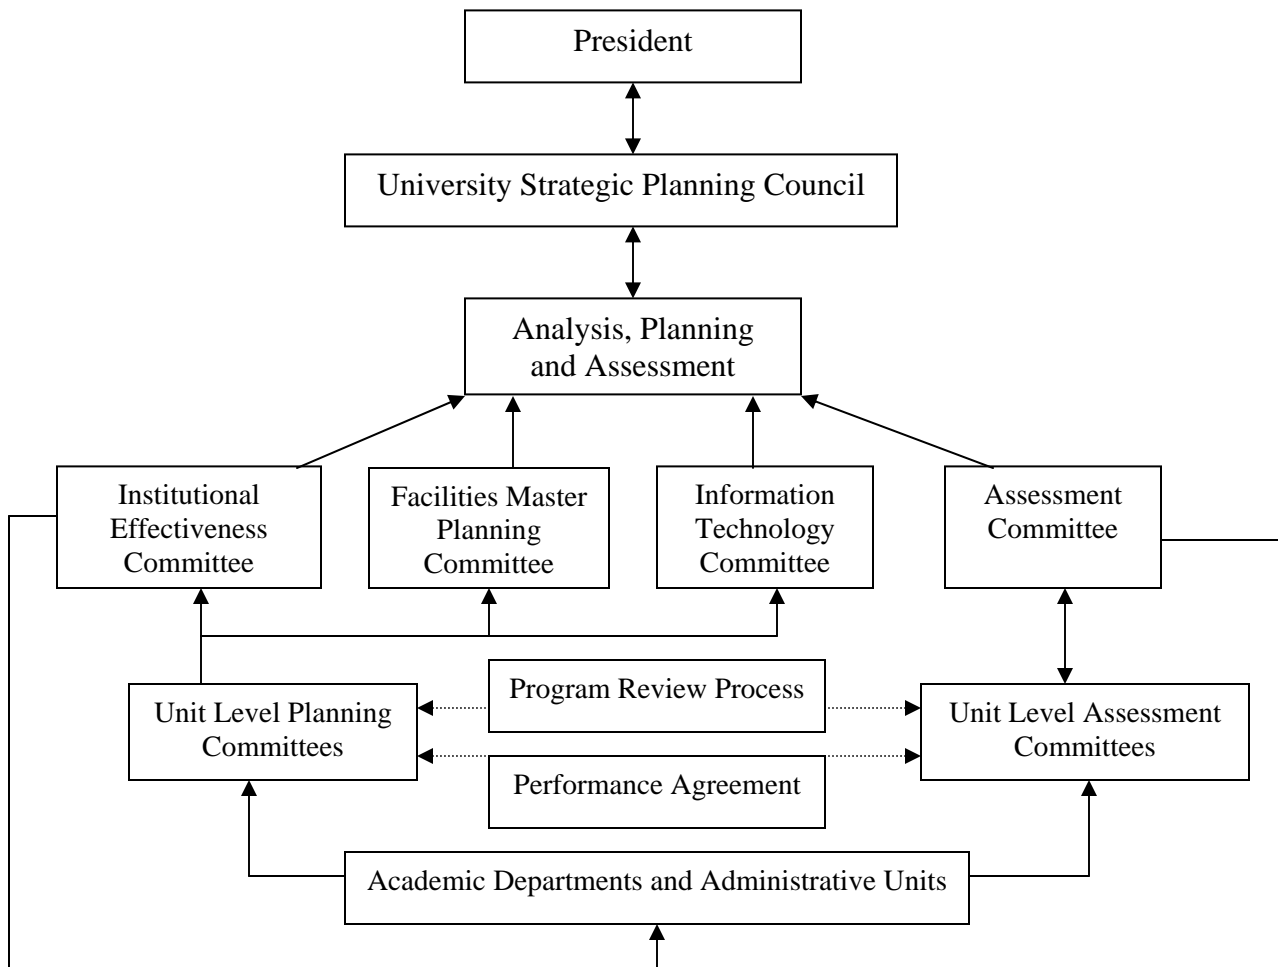 President
University Strategic Planning Council
Analysis, Planning
and Assessment
Institutional
Effectiveness
Committee
Facilities Master
Planning
Committee
Information
Technology
Committee
Assessment
Committee
Unit Level Planning
Committees
Program Review Process
Unit Level Assessment
Committees
Performance Agreement
Academic Departments and Administrative Units